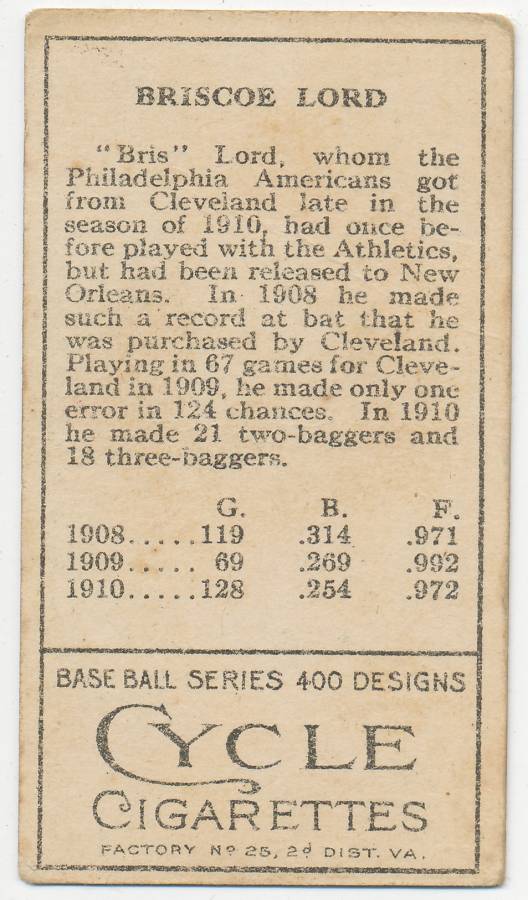 BRISCOE LORD
"Bris" Lord, whom the
Philadelphia Americans got
from Cleveland late in the
season of 1910, had once be-
fore played with the Athletics,
but had been released to New
Orleans. In 1908 he made
such a record at bat that he
was purchased by Cleveland.
Playing in 67 games for Cleve-
land in 1909, he made only one
error in 124 chances. In 1910
he made 21 two-baggers and
18 three-baggers.
G. B. F.
1908.....119 .314 .971
1909..... 69 .269 .992
1910.....128 .254 .972
BASE BALL SERIES 400 DESIGNS
CYCLE
CIGARETTES
FACTORY Nº 25, 2d DIST. VA.